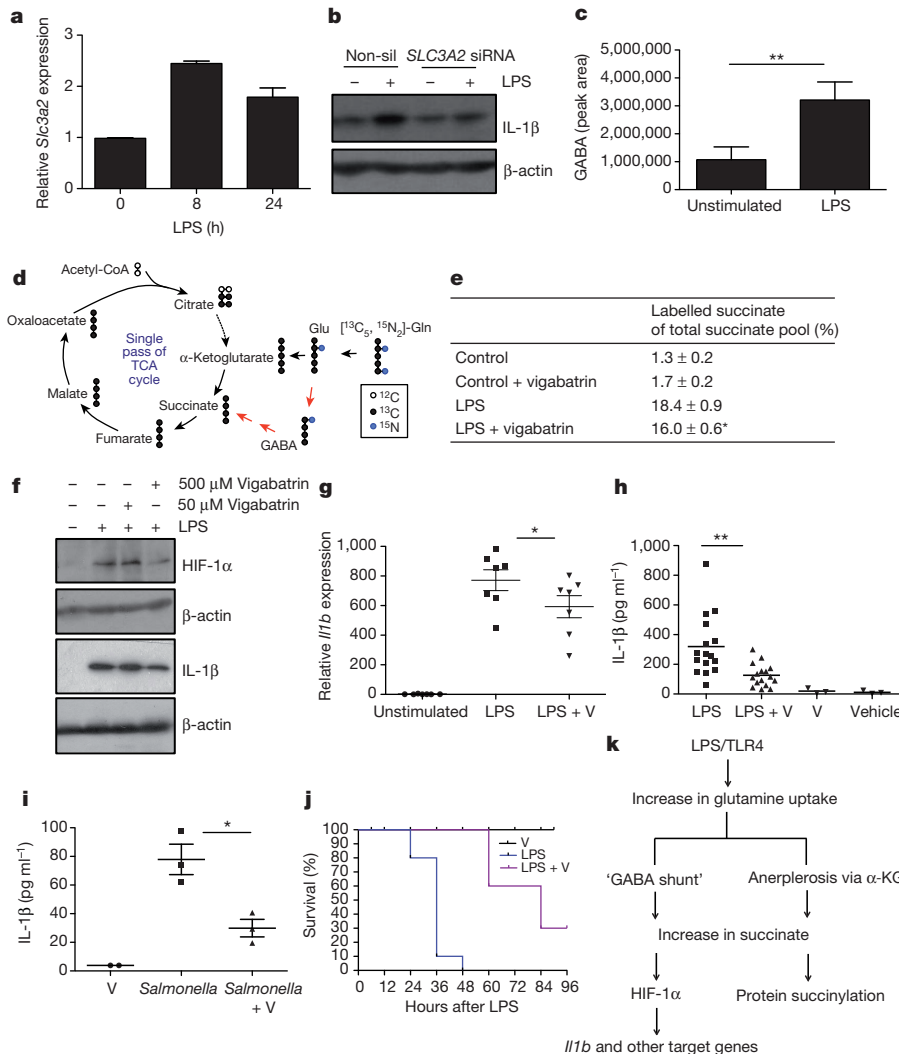 a
Relative Slc3a2 expression
3
2
1
0
0 8 24
LPS (h)
b
Non-sil SLC3A2 siRNA
– + – + LPS
IL-1β
β-actin
c
GABA (peak area)
5,000,000
4,000,000
3,000,000
2,000,000
1,000,000
0
**
Unstimulated LPS
d
Acetyl-CoA
Citrate
Oxaloacetate
Single pass of TCA cycle
Glu
[¹³C₅, ¹⁵N₂]-Gln
α-Ketoglutarate
Malate
Succinate
Fumarate
GABA
¹²C
¹³C
¹⁵N
e
Labelled succinate
of total succinate pool (%)
Control 1.3 ± 0.2
Control + vigabatrin 1.7 ± 0.2
LPS 18.4 ± 0.9
LPS + vigabatrin 16.0 ± 0.6*
f
– – – + 500 μM Vigabatrin
– – + – 50 μM Vigabatrin
– + + + LPS
HIF-1α
β-actin
IL-1β
β-actin
g
Relative Il1b expression
1,000
800
600
400
200
0
*
Unstimulated LPS LPS + V
h
IL-1β (pg ml⁻¹)
1,000
800
600
400
200
0
**
LPS LPS + V V Vehicle
i
IL-1β (pg ml⁻¹)
100
80
60
40
20
0
*
V Salmonella Salmonella
+ V
j
Survival (%)
100
90
80
70
60
50
40
30
20
10
0
V
LPS
LPS + V
0 12 24 36 48 60 72 84 96
Hours after LPS
k
LPS/TLR4
Increase in glutamine uptake
'GABA shunt' Anerplerosis via α-KG
Increase in succinate
HIF-1α Protein succinylation
Il1b and other target genes